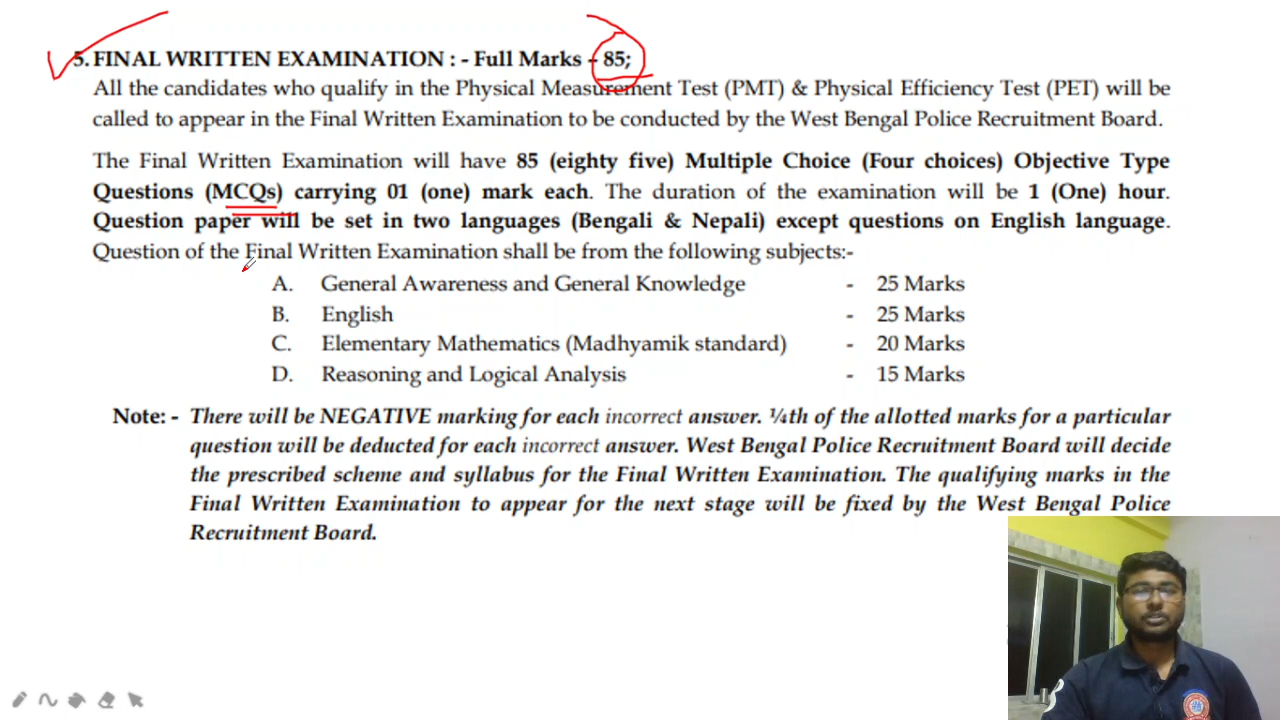 5. FINAL WRITTEN EXAMINATION : - Full Marks – 85;
All the candidates who qualify in the Physical Measurement Test (PMT) & Physical Efficiency Test (PET) will be
called to appear in the Final Written Examination to be conducted by the West Bengal Police Recruitment Board.
The Final Written Examination will have 85 (eighty five) Multiple Choice (Four choices) Objective Type
Questions (MCQs) carrying 01 (one) mark each. The duration of the examination will be 1 (One) hour.
Question paper will be set in two languages (Bengali & Nepali) except questions on English language.
Question of the Final Written Examination shall be from the following subjects:-
A. General Awareness and General Knowledge - 25 Marks
B. English - 25 Marks
C. Elementary Mathematics (Madhyamik standard) - 20 Marks
D. Reasoning and Logical Analysis - 15 Marks
Note: - There will be NEGATIVE marking for each incorrect answer. ¼th of the allotted marks for a particular
question will be deducted for each incorrect answer. West Bengal Police Recruitment Board will decide
the prescribed scheme and syllabus for the Final Written Examination. The qualifying marks in the
Final Written Examination to appear for the next stage will be fixed by the West Bengal Police
Recruitment Board.